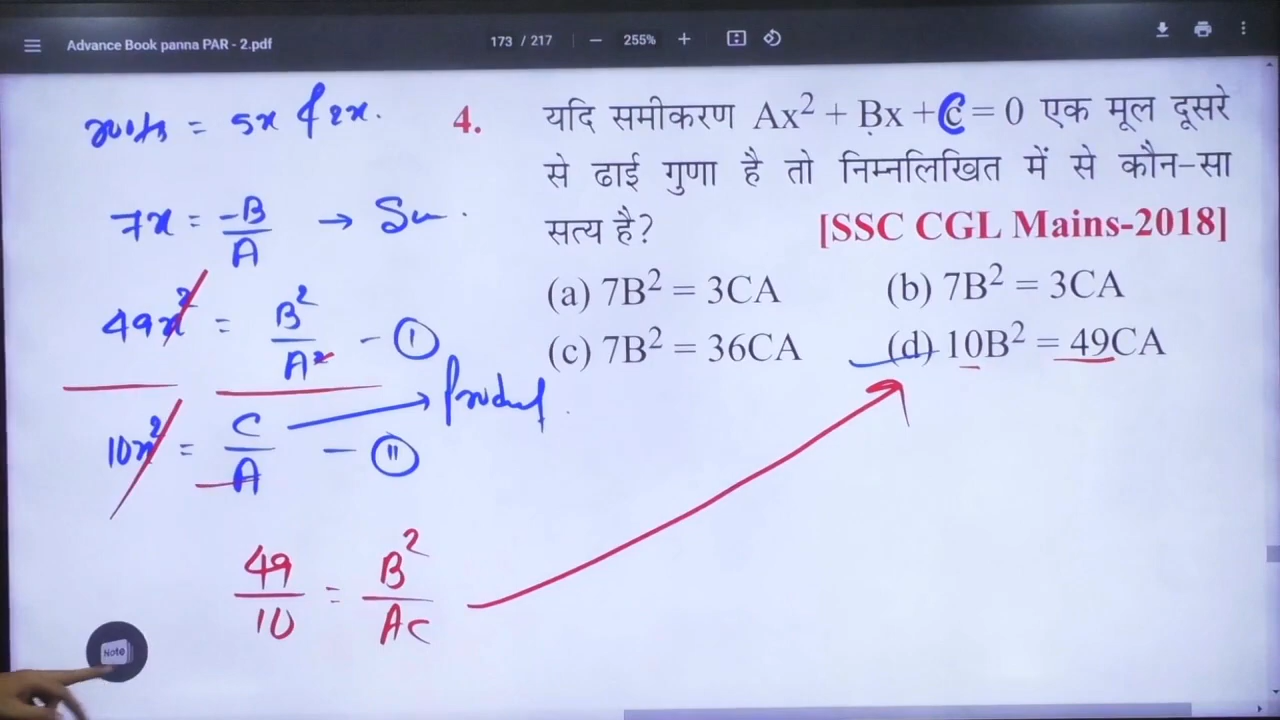 Advance Book panna PAR - 2.pdf
173 / 217
255%
roots = 5x & 2x.
7x = -B/A → Su
49x² = B²/A² - ①
10x² = C/A → Product - ⑪
49/10 = B²/AC
4. यदि समीकरण Ax² + Bx + C = 0 एक मूल दूसरे
से ढाई गुणा है तो निम्नलिखित में से कौन-सा
सत्य है? [SSC CGL Mains-2018]
(a) 7B² = 3CA (b) 7B² = 3CA
(c) 7B² = 36CA (d) 10B² = 49CA
Note